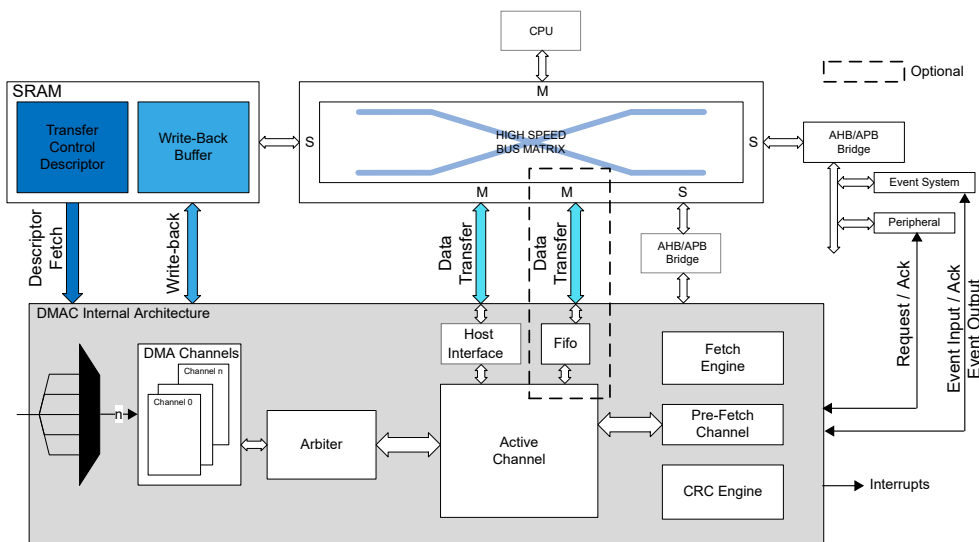 CPU
Optional
SRAM
Transfer
Control
Descriptor
Write-Back
Buffer
M
S
HIGH SPEED
BUS MATRIX
S
M
M
S
AHB/APB
Bridge
Event System
Peripheral
Descriptor
Fetch
Write-back
Data
Transfer
Data
Transfer
AHB/APB
Bridge
Request / Ack
Event Input / Ack
Event Output
DMAC Internal Architecture
DMA Channels
Channel n
Channel 0
n
Arbiter
Host
Interface
Fifo
Active
Channel
Fetch
Engine
Pre-Fetch
Channel
CRC Engine
Interrupts